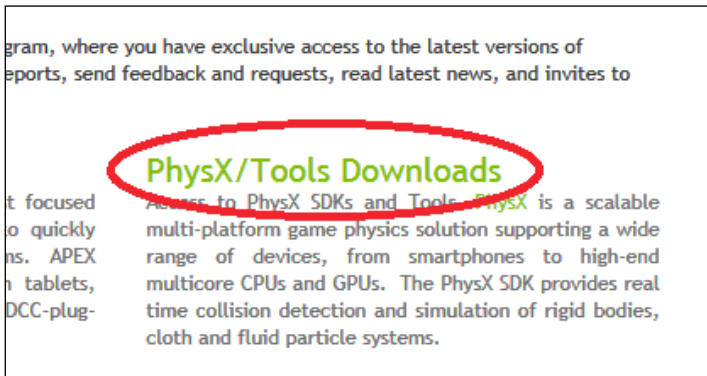 gram, where you have exclusive access to the latest versions of
eports, send feedback and requests, read latest news, and invites to
PhysX/Tools Downloads
t focused
o quickly
ns. APEX
n tablets,
DCC-plug-
Access to PhysX SDKs and Tools. PhysX is a scalable
multi-platform game physics solution supporting a wide
range of devices, from smartphones to high-end
multicore CPUs and GPUs. The PhysX SDK provides real
time collision detection and simulation of rigid bodies,
cloth and fluid particle systems.